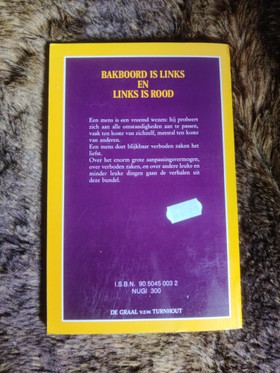 BAKBOORD IS LINKS
EN
LINKS IS ROOD
Een mens is een vreemd wezen: hij probeert
zich aan alle omstandigheden aan te passen,
vaak ten koste van zichzelf, meestal ten koste
van anderen.
Een mens doet blijkbaar verboden zaken het
liefst.
Over het enorm grote aanpassingsvermogen,
over verboden zaken, en over andere leuke en
minder leuke dingen gaan de verhalen uit
deze bundel.
I.S.B.N. 90 5045 003 2
NUGI 300
DE GRAAL v.z.w. TURNHOUT